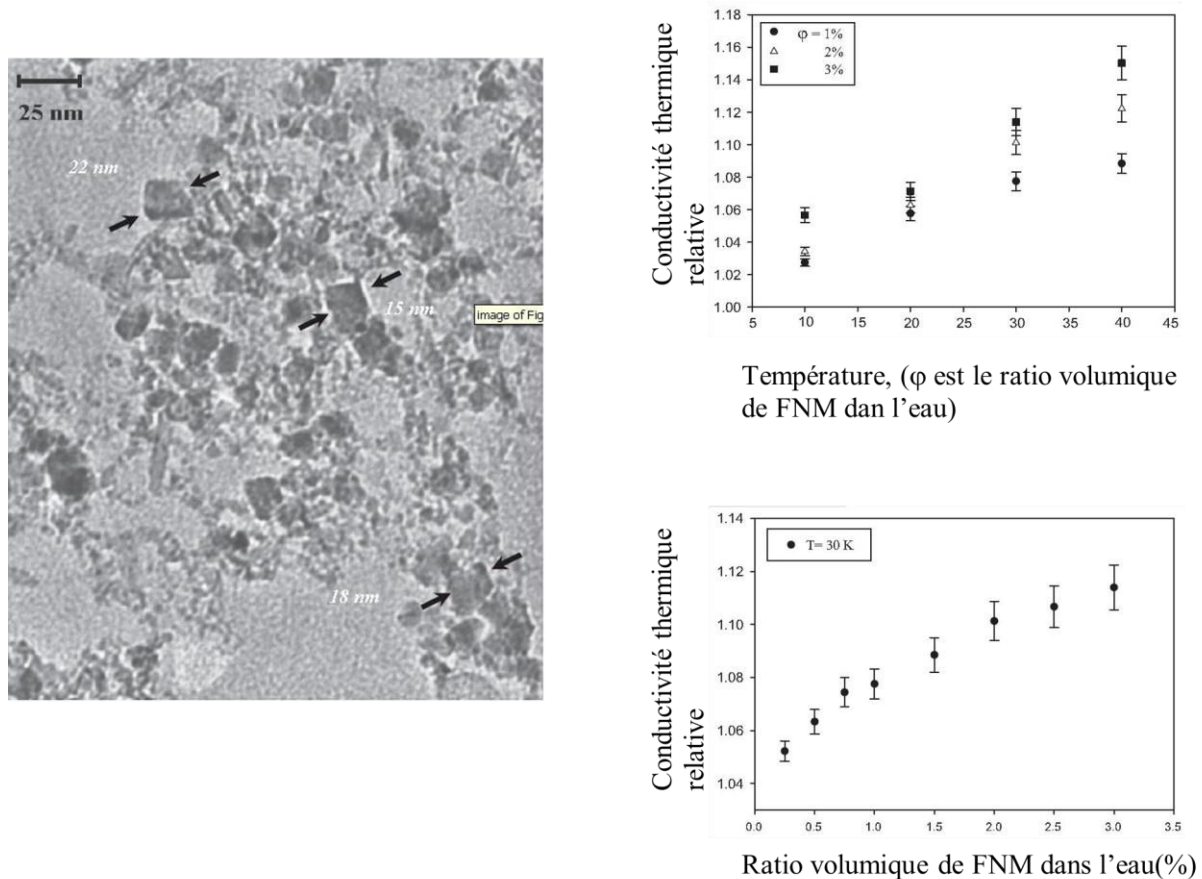 25 nm
22 nm
15 nm
image of Fig
18 nm
Conductivité thermique
relative
1.18
1.16
1.14
1.12
1.10
1.08
1.06
1.04
1.02
1.00
φ = 1%
2%
3%
5 10 15 20 25 30 35 40 45
Température, (φ est le ratio volumique
de FNM dan l’eau)
Conductivité thermique
relative
1.14
1.12
1.10
1.08
1.06
1.04
T= 30 K
0.0 0.5 1.0 1.5 2.0 2.5 3.0 3.5
Ratio volumique de FNM dans l’eau(%)